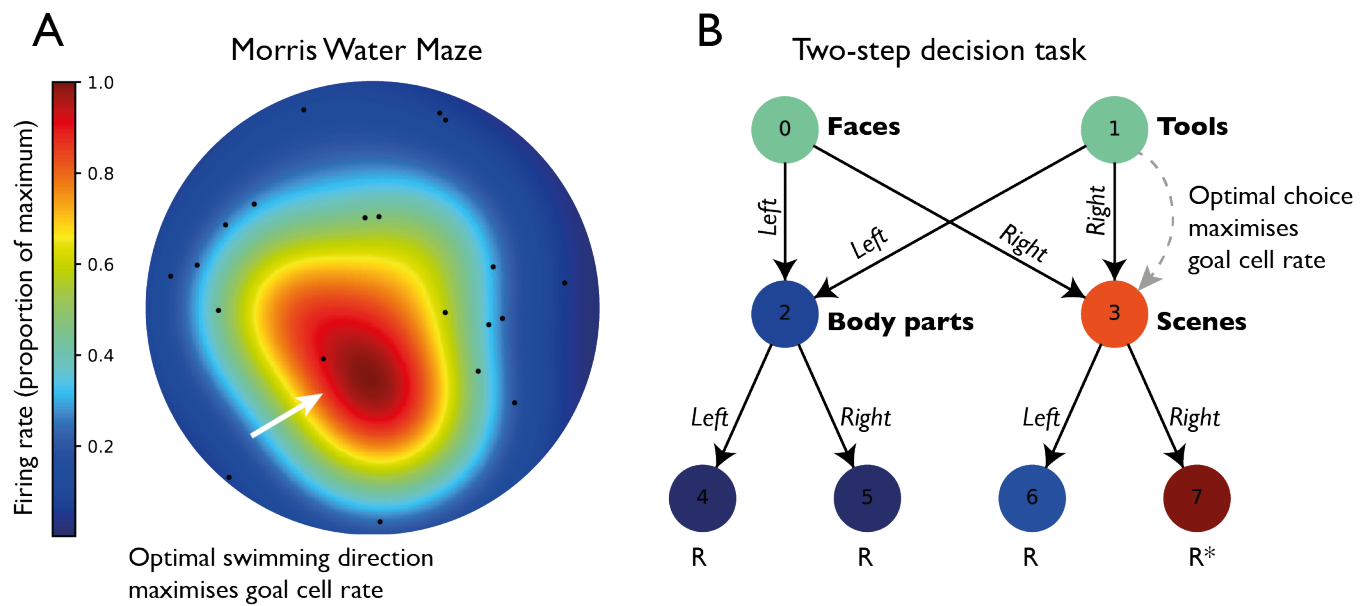 A
Morris Water Maze
Firing rate (proportion of maximum)
1.0
0.8
0.6
0.4
0.2
Optimal swimming direction
maximises goal cell rate
B
Two-step decision task
0
Faces
1
Tools
Left
Left
Right
Right
Optimal choice
maximises
goal cell rate
2
Body parts
3
Scenes
Left
Right
Left
Right
4
5
6
7
R
R
R
R*